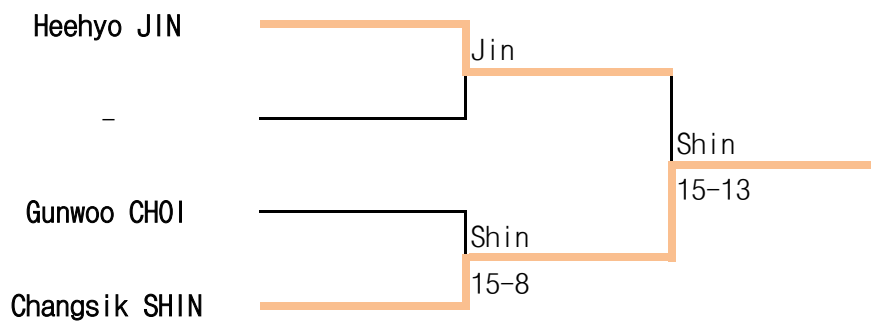 Heehyo JIN
Jin
-
Shin
15-13
Gunwoo CHOI
Shin
15-8
Changsik SHIN